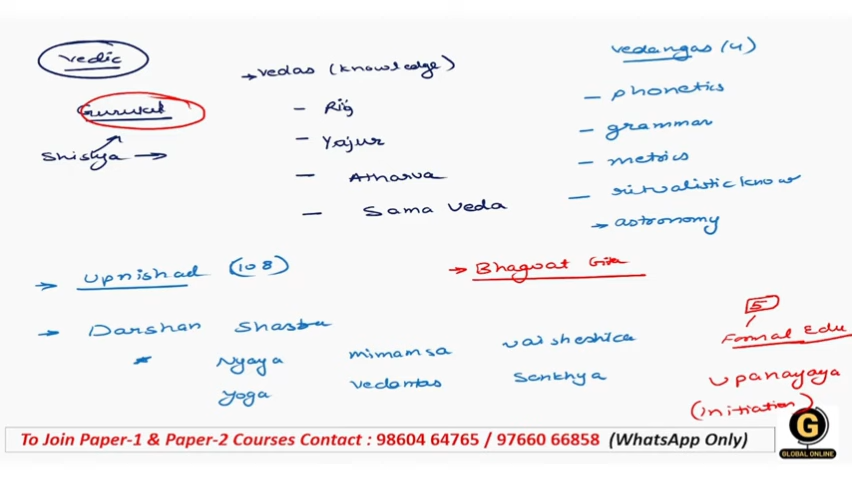 Vedic
Gurukul
Shishya →
→ vedas (knowledge)
- Rig
- Yajur
- Atharva
- Sama Veda
vedangas (4)
- phonetics
- grammar
- metrics
- ritualistic know
→ astronomy
→ Upnishad (108)
→ Bhagvat Gita
→ Darshan Shastra
Nyaya mimamsa vaisheshica
Yoga vedantas Sankhya
5
Formal Edu
Upanayaya
(initiation)
To Join Paper-1 & Paper-2 Courses Contact : 98604 64765 / 97660 66858 (WhatsApp Only)
G
GLOBAL ONLINE